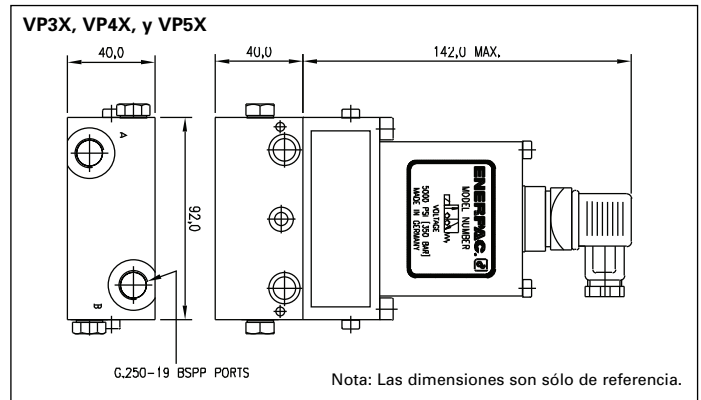 VP3X, VP4X, y VP5X
40,0
40,0
142,0 MAX.
A
92,0
B
ENERPAC.
MODEL NUMBER
VOLTAGE
5000 PSI [350 BAR]
MADE IN GERMANY
G.250-19 BSPP PORTS
Nota: Las dimensiones son sólo de referencia.